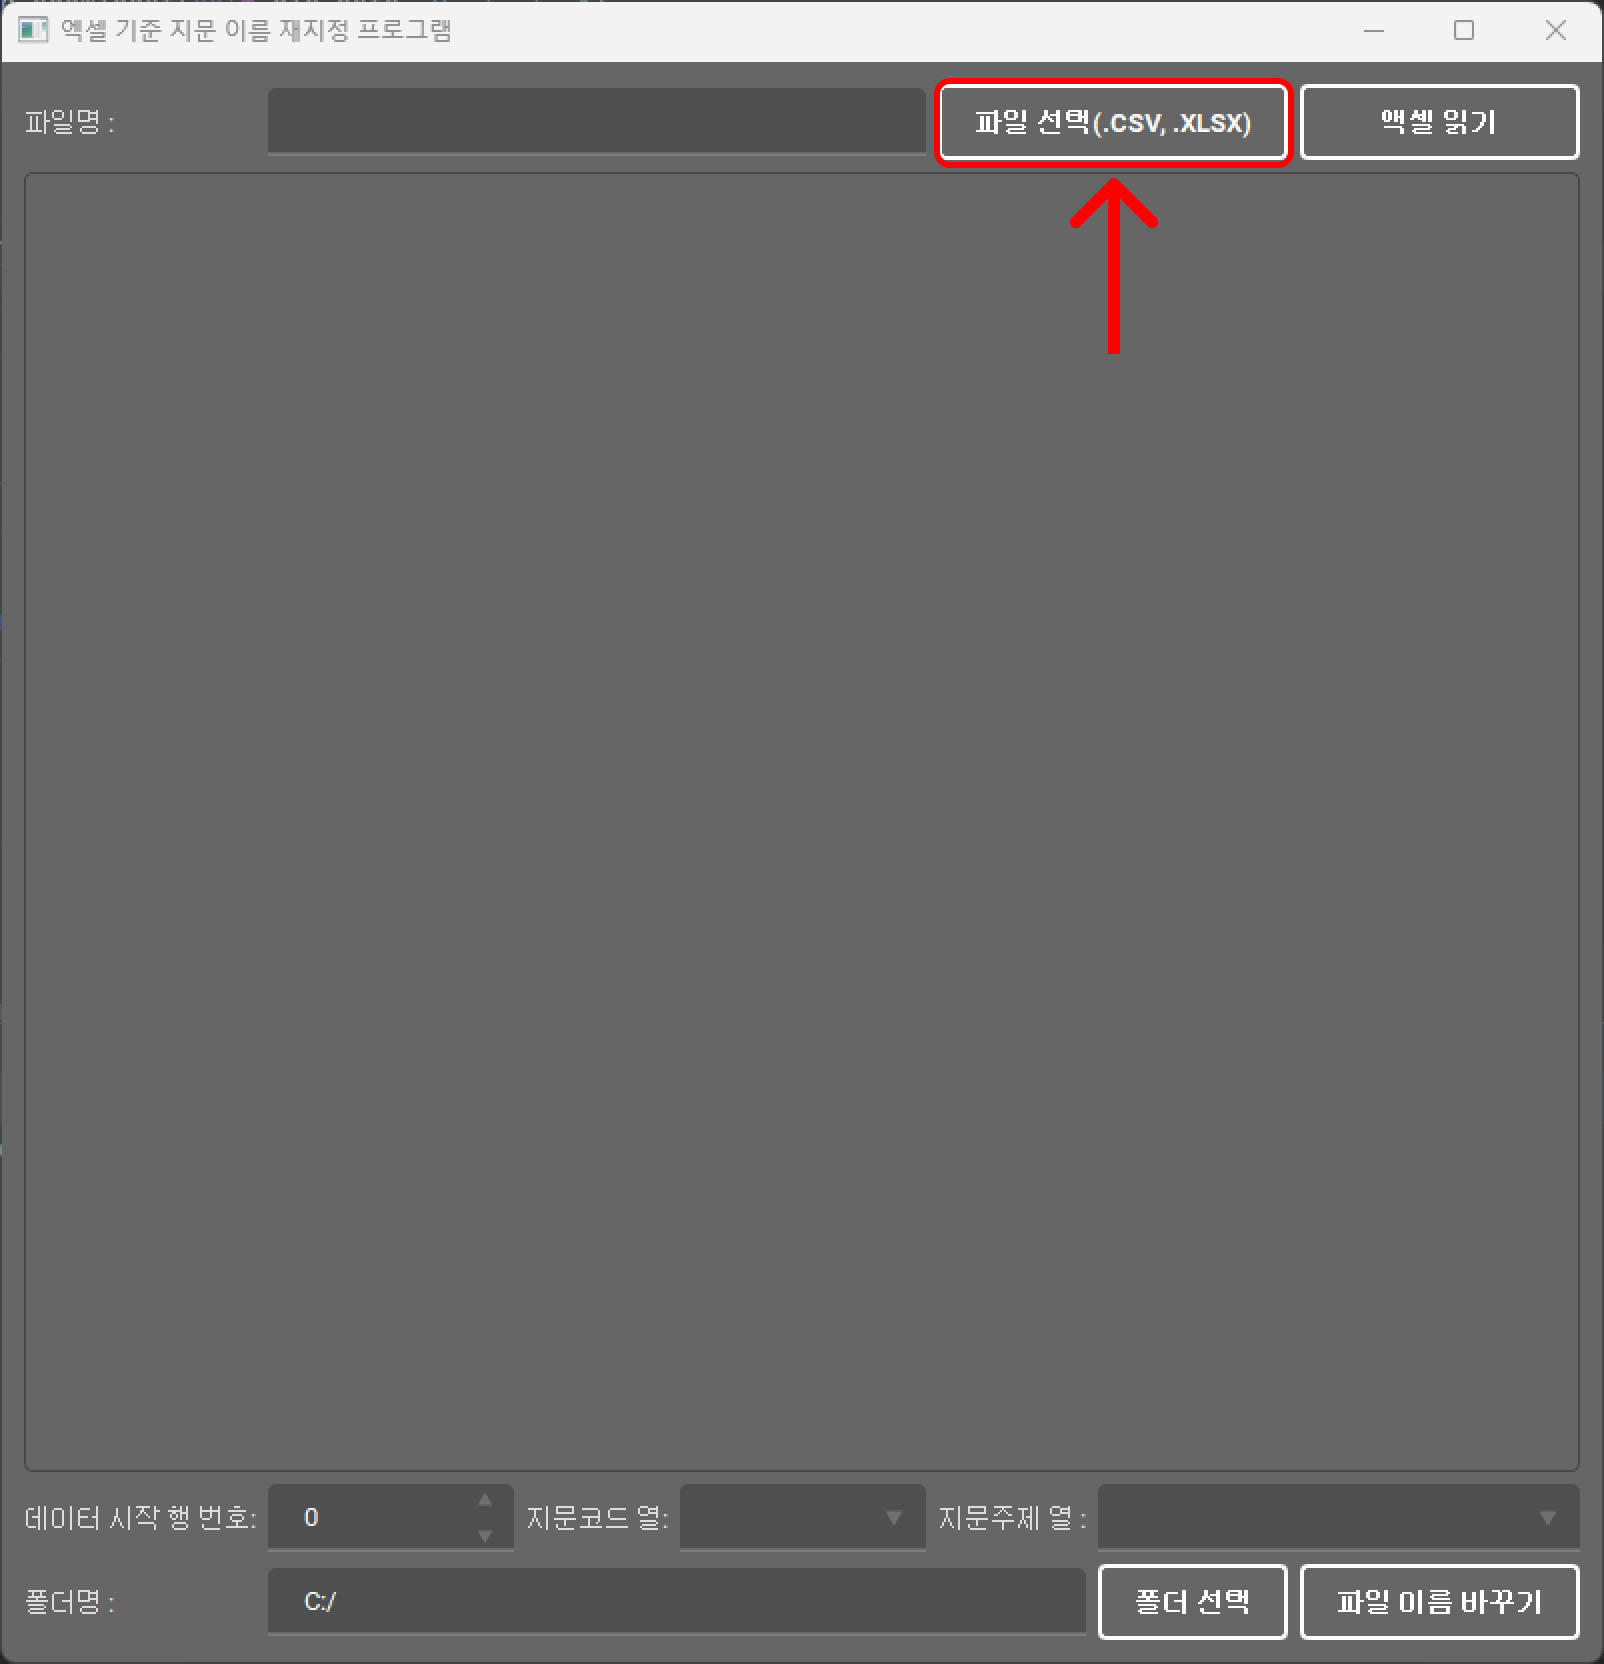 엑셀 기준 지문 이름 재지정 프로그램
파일명 :
파일 선택(.CSV, .XLSX)
액셀 읽기
데이터 시작 행 번호: 0 지문코드 열: 지문주제 열 :
폴더명 : C:/ 폴더 선택 파일 이름 바꾸기